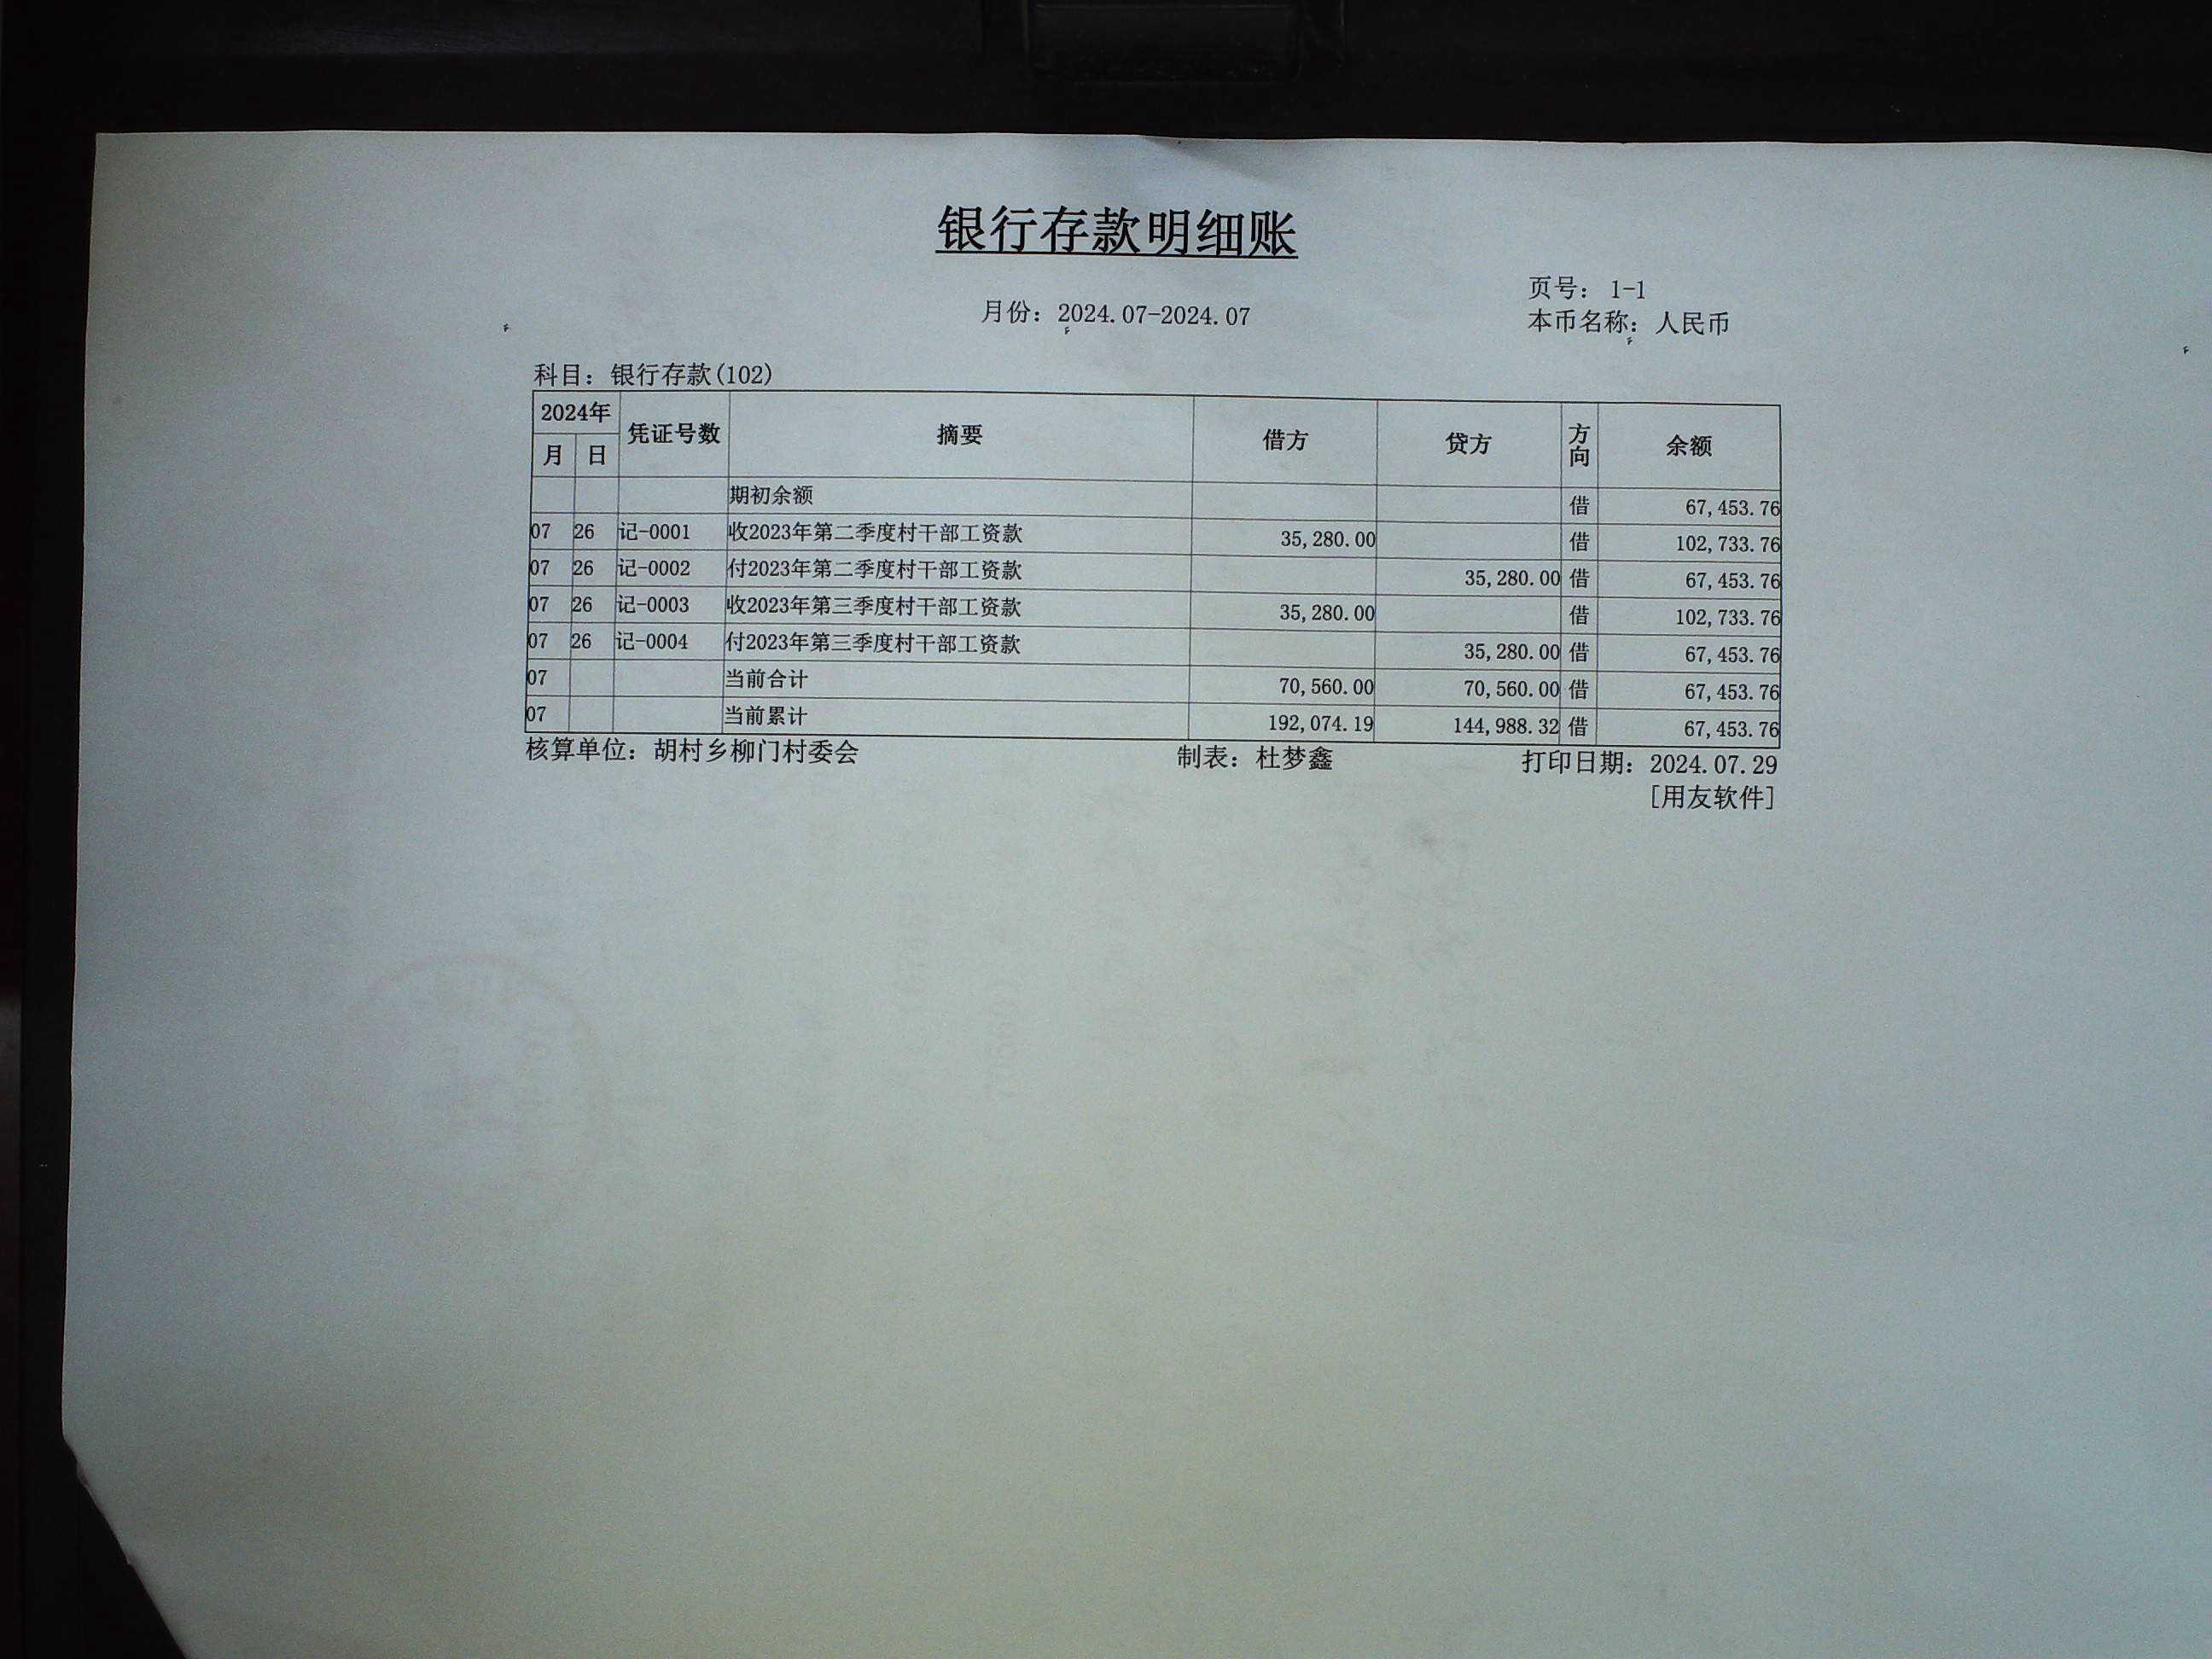 银行存款明细账
页号： 1-1
月份：2024.07-2024.07
本币名称：人民币
科目：银行存款(102)
2024年 凭证号数 摘要 借方 贷方 方向 余额
月 日
期初余额 借 67,453.76
07 26 记-0001 收2023年第二季度村干部工资款 35,280.00 借 102,733.76
07 26 记-0002 付2023年第二季度村干部工资款 35,280.00 借 67,453.76
07 26 记-0003 收2023年第三季度村干部工资款 35,280.00 借 102,733.76
07 26 记-0004 付2023年第三季度村干部工资款 35,280.00 借 67,453.76
07 当前合计 70,560.00 70,560.00 借 67,453.76
07 当前累计 192,074.19 144,988.32 借 67,453.76
核算单位：胡村乡柳门村委会 制表：杜梦鑫 打印日期：2024.07.29
[用友软件]